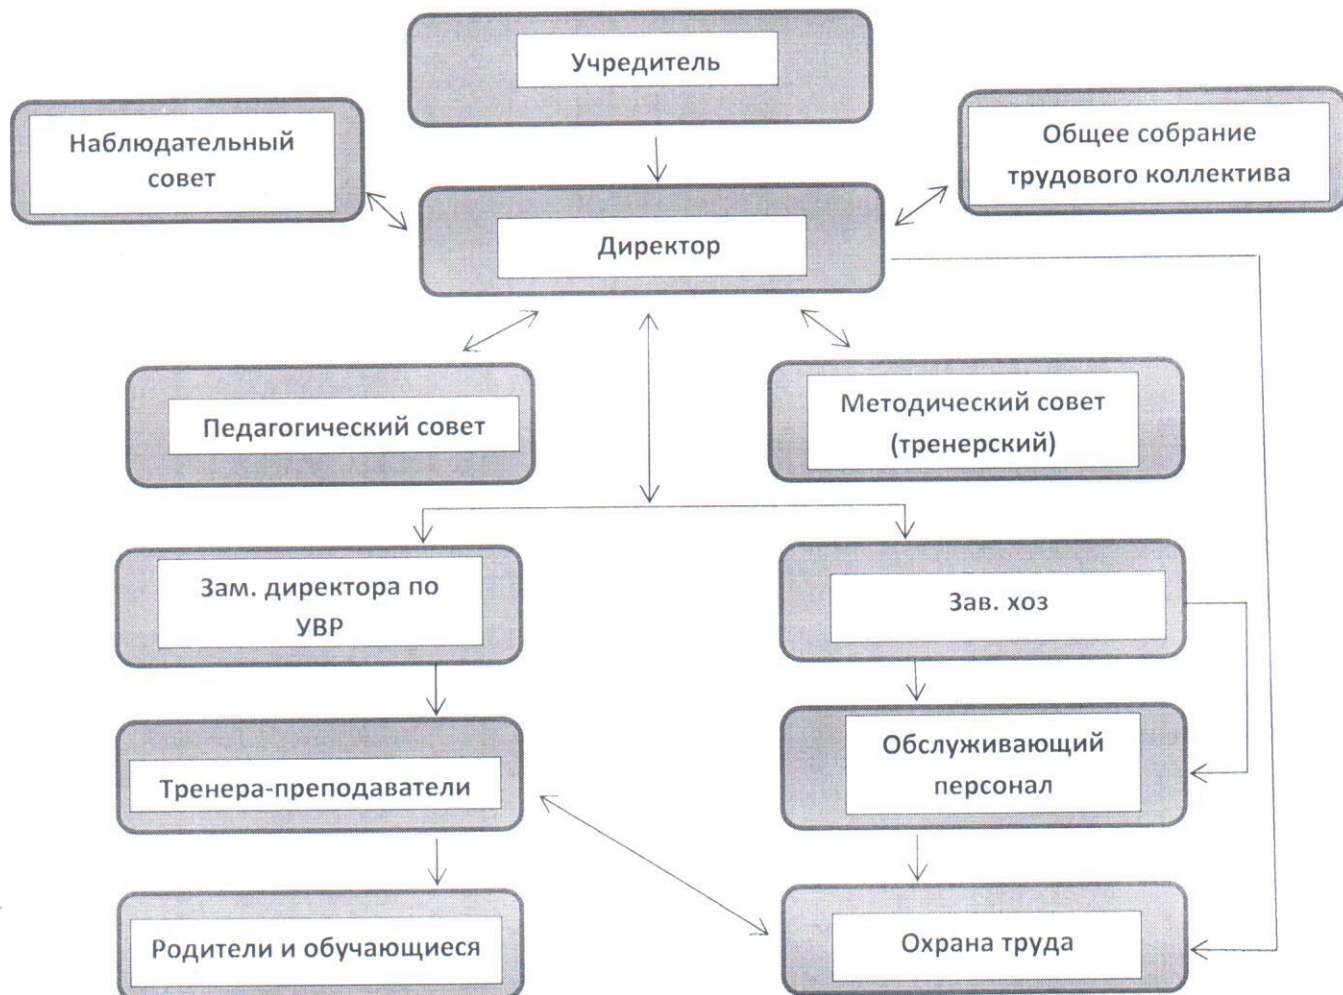 Учредитель
Наблюдательный
совет
Общее собрание
трудового коллектива
Директор
Педагогический совет
Методический совет
(тренерский)
Зам. директора по
УВР
Зав. хоз
Тренера-преподаватели
Обслуживающий
персонал
Родители и обучающиеся
Охрана труда